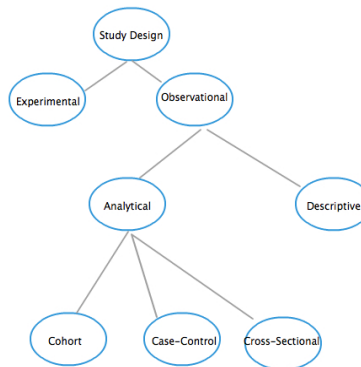 Study Design
Experimental
Observational
Analytical
Descriptive
Cohort
Case-Control
Cross-Sectional